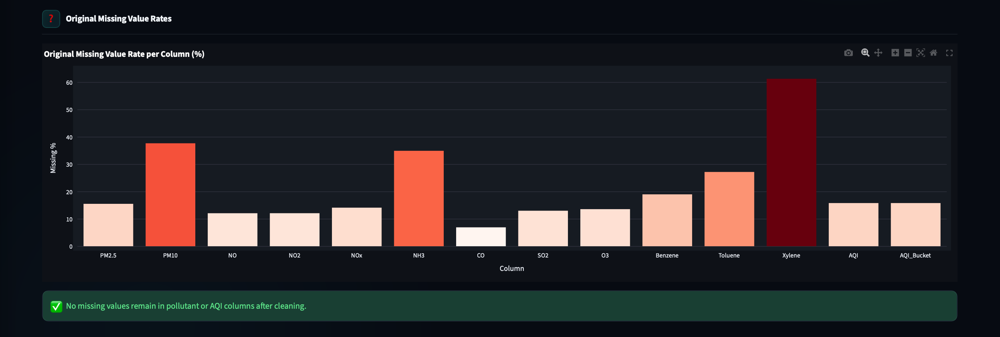 ?
Original Missing Value Rates
Original Missing Value Rate per Column (%)
60
50
40
30
20
10
0
Missing %
PM2.5 PM10 NO NO2 NOx NH3 CO SO2 O3 Benzene Toluene Xylene AQI AQI_Bucket
Column
No missing values remain in pollutant or AQI columns after cleaning.